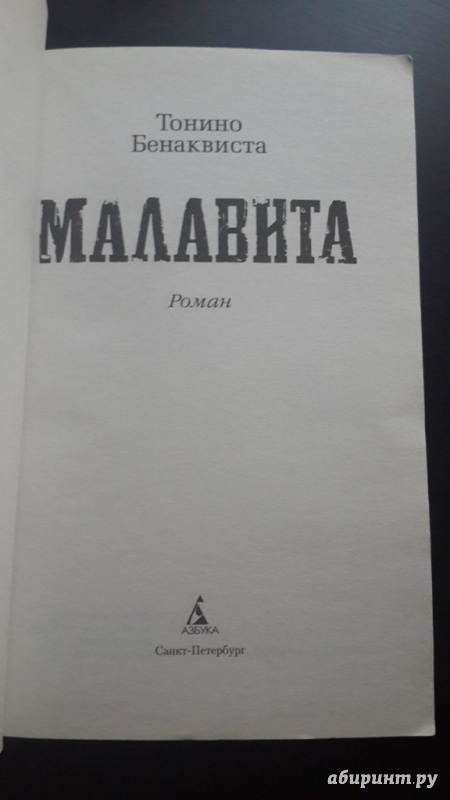 Тонино
Бенаквиста
МАЛАВИТА
Роман
АЗБУКА
Санкт-Петербург
абиринт.ру